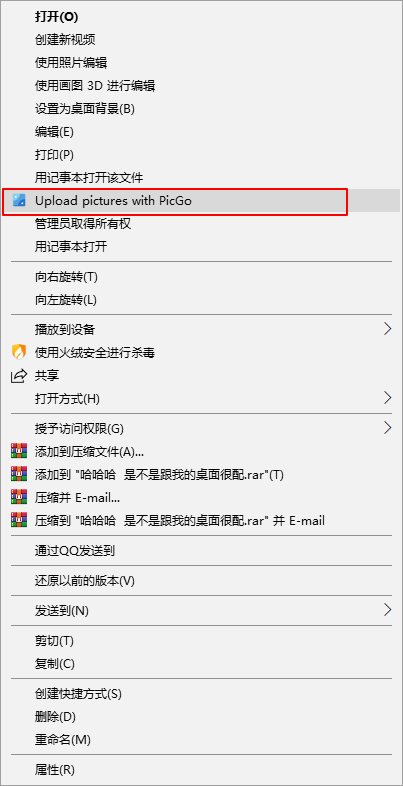 打开(O)
创建新视频
使用照片编辑
使用画图 3D 进行编辑
设置为桌面背景(B)
编辑(E)
打印(P)
用记事本打开该文件
Upload pictures with PicGo
管理员取得所有权
用记事本打开
向右旋转(T)
向左旋转(L)
播放到设备
使用火绒安全进行杀毒
共享
打开方式(H)
授予访问权限(G)
添加到压缩文件(A)...
添加到 "哈哈哈  是不是跟我的桌面很配.rar"(T)
压缩并 E-mail...
压缩到 "哈哈哈  是不是跟我的桌面很配.rar" 并 E-mail
通过QQ发送到
还原以前的版本(V)
发送到(N)
剪切(T)
复制(C)
创建快捷方式(S)
删除(D)
重命名(M)
属性(R)